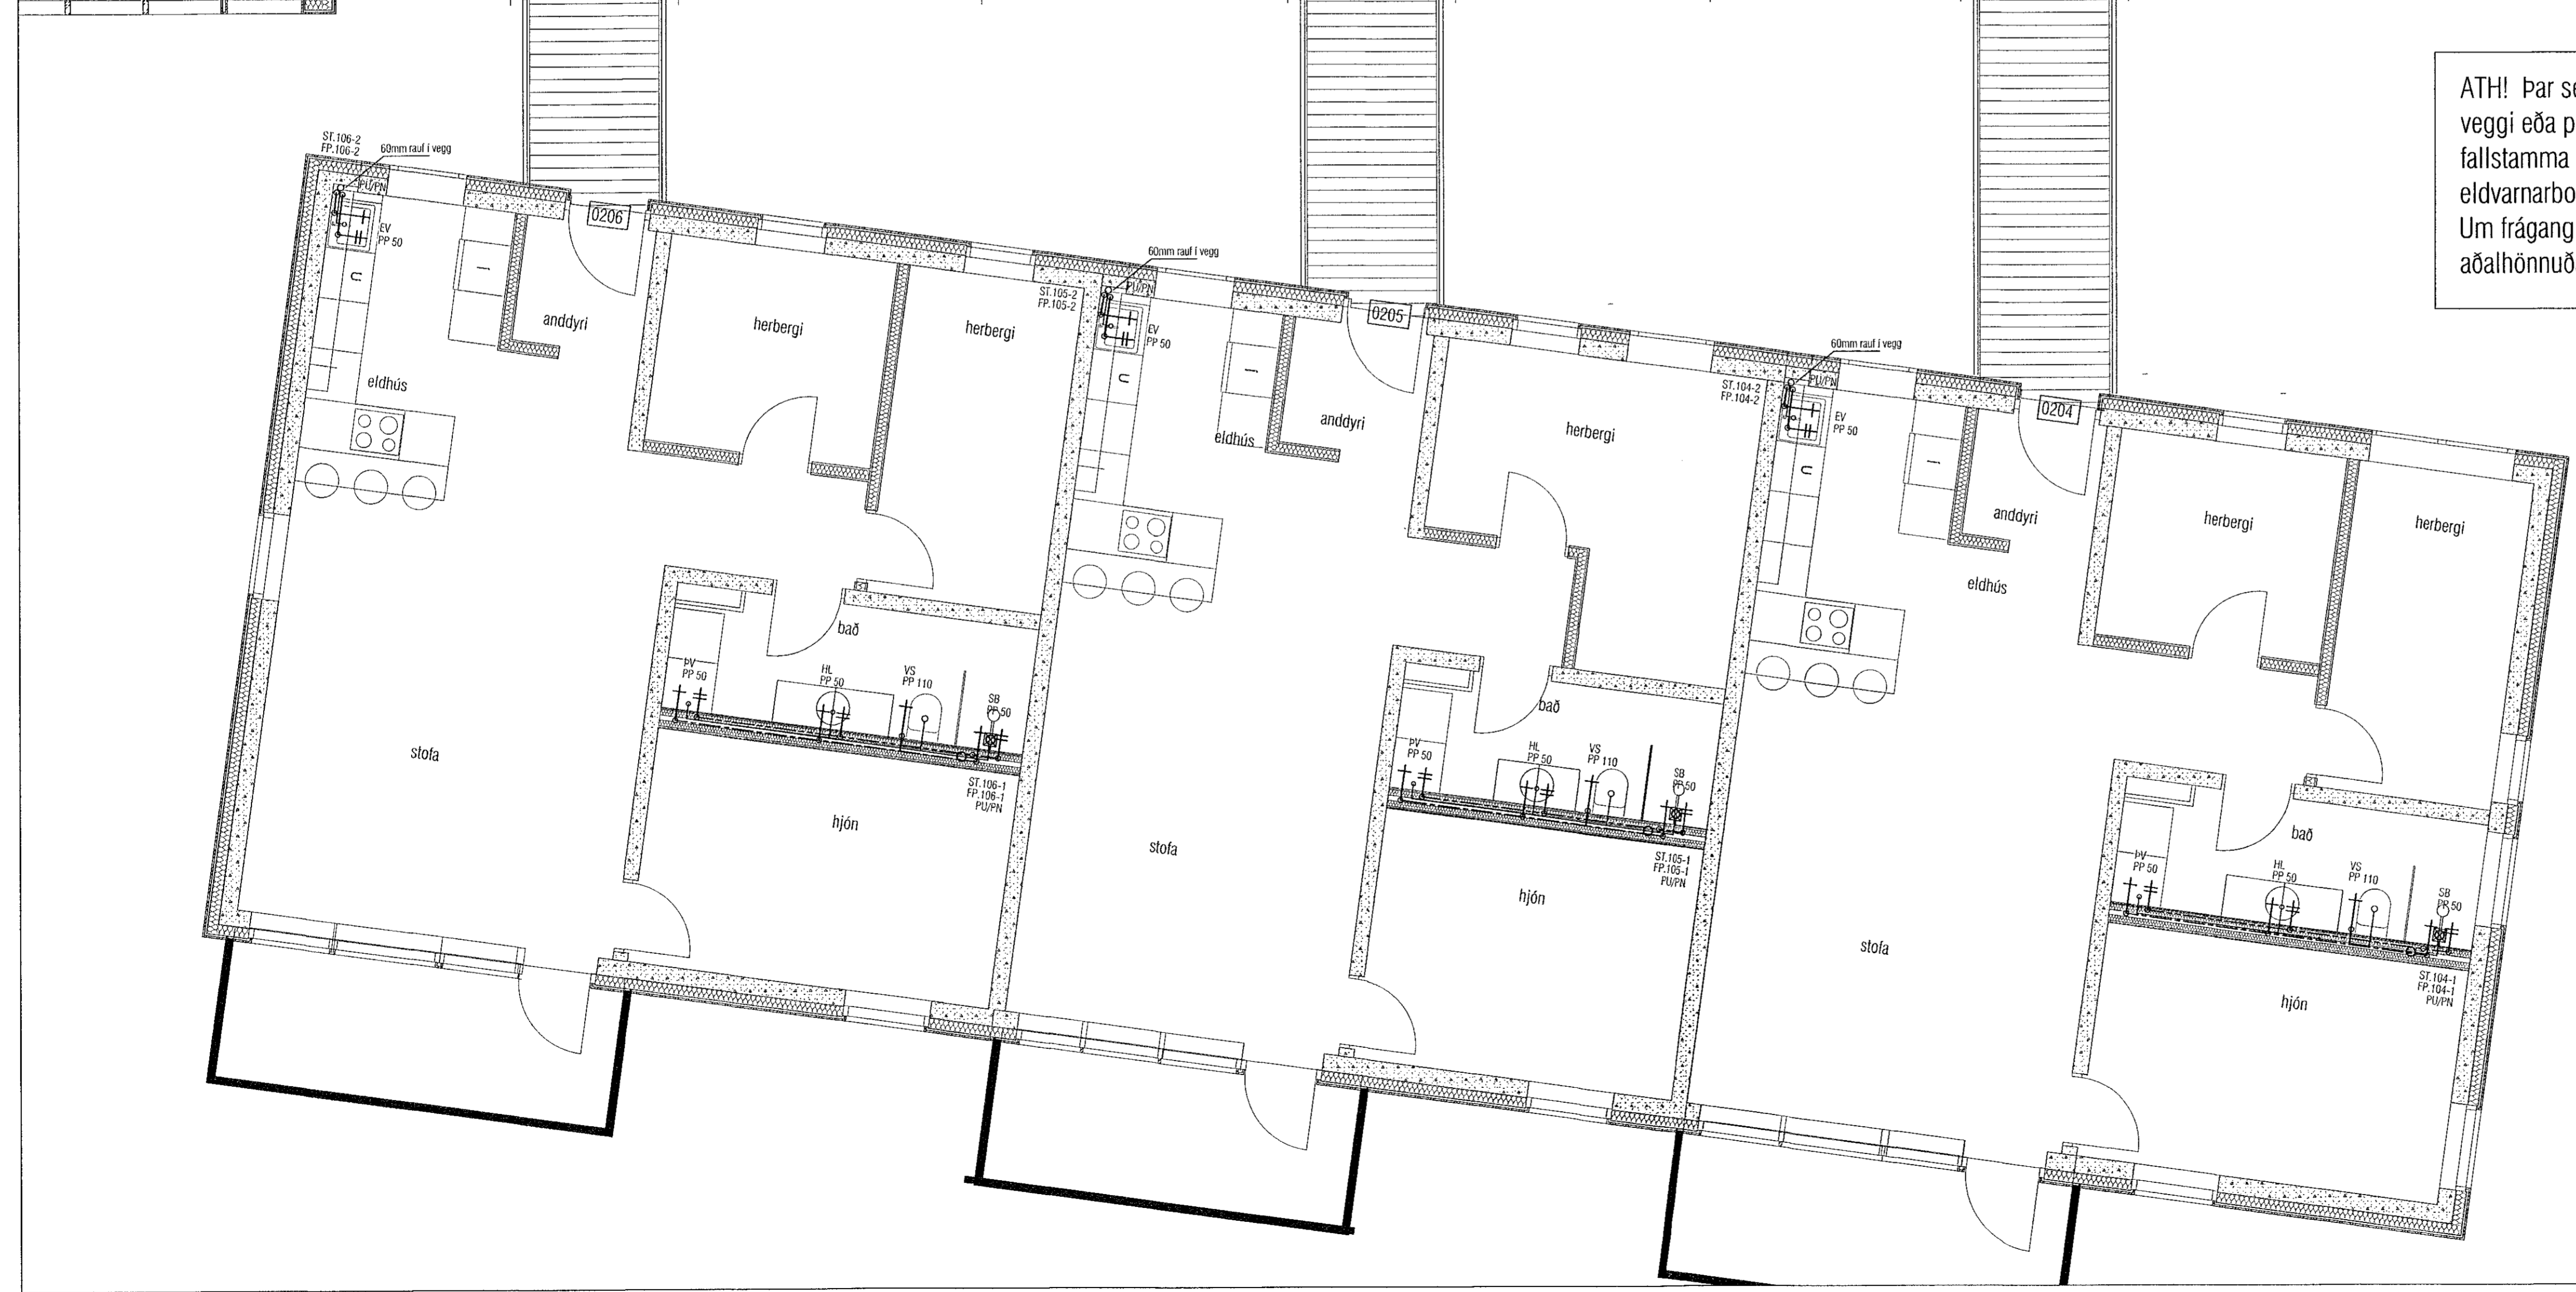 ATH! Þar se
veggi eða p
fallstamma
eldvarnarbo
Um frágang
aðalhönnuð
ST.106-2
FP.106-2
60mm rauf í vegg
PU/PN
EV
PP 50
U
0206
anddyri
eldhús
herbergi
herbergi
bað
ÞV
PP 50
HL
PP 50
VS
PP 110
SB
PP 50
ST.106-1
FP.106-1
PU/PN
stofa
hjón
ST.105-2
FP.105-2
60mm rauf í vegg
PU/PN
EV
PP 50
U
0205
anddyri
eldhús
herbergi
bað
ÞV
PP 50
HL
PP 50
VS
PP 110
SB
PP 50
ST.105-1
FP.105-1
PU/PN
stofa
hjón
ST.104-2
FP.104-2
60mm rauf í vegg
PU/PN
EV
PP 50
U
0204
anddyri
eldhús
herbergi
herbergi
bað
ÞV
PP 50
HL
PP 50
VS
PP 110
SB
PP 50
ST.104-1
FP.104-1
PU/PN
stofa
hjón